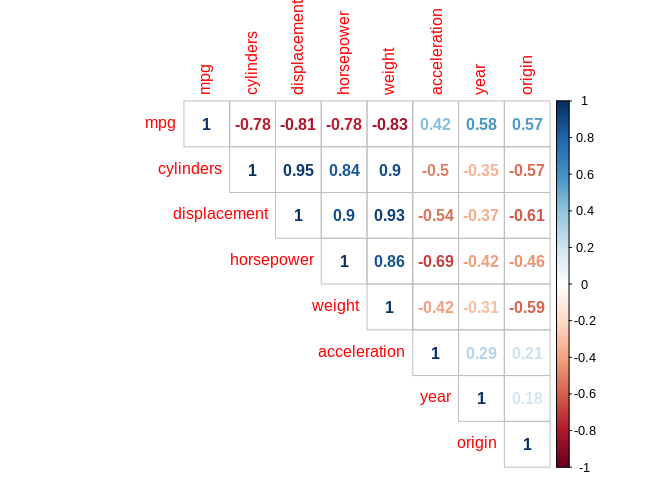 mpg cylinders displacement horsepower weight acceleration year origin
mpg 1 -0.78 -0.81 -0.78 -0.83 0.42 0.58 0.57
cylinders 1 0.95 0.84 0.9 -0.5 -0.35 -0.57
displacement 1 0.9 0.93 -0.54 -0.37 -0.61
horsepower 1 0.86 -0.69 -0.42 -0.46
weight 1 -0.42 -0.31 -0.59
acceleration 1 0.29 0.21
year 1 0.18
origin 1
1
0.8
0.6
0.4
0.2
0
-0.2
-0.4
-0.6
-0.8
-1